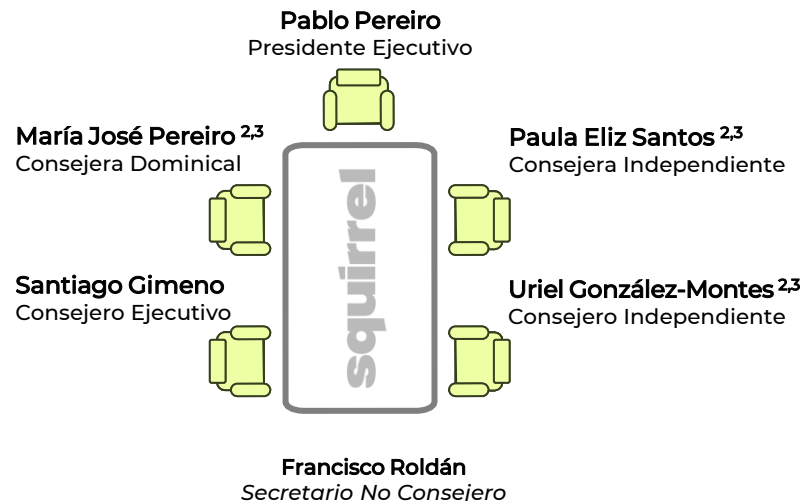 Pablo Pereiro
Presidente Ejecutivo
María José Pereiro 2,3
Consejera Dominical
Paula Eliz Santos 2,3
Consejera Independiente
squirrel
Santiago Gimeno
Consejero Ejecutivo
Uriel González-Montes 2,3
Consejero Independiente
Francisco Roldán
Secretario No Consejero